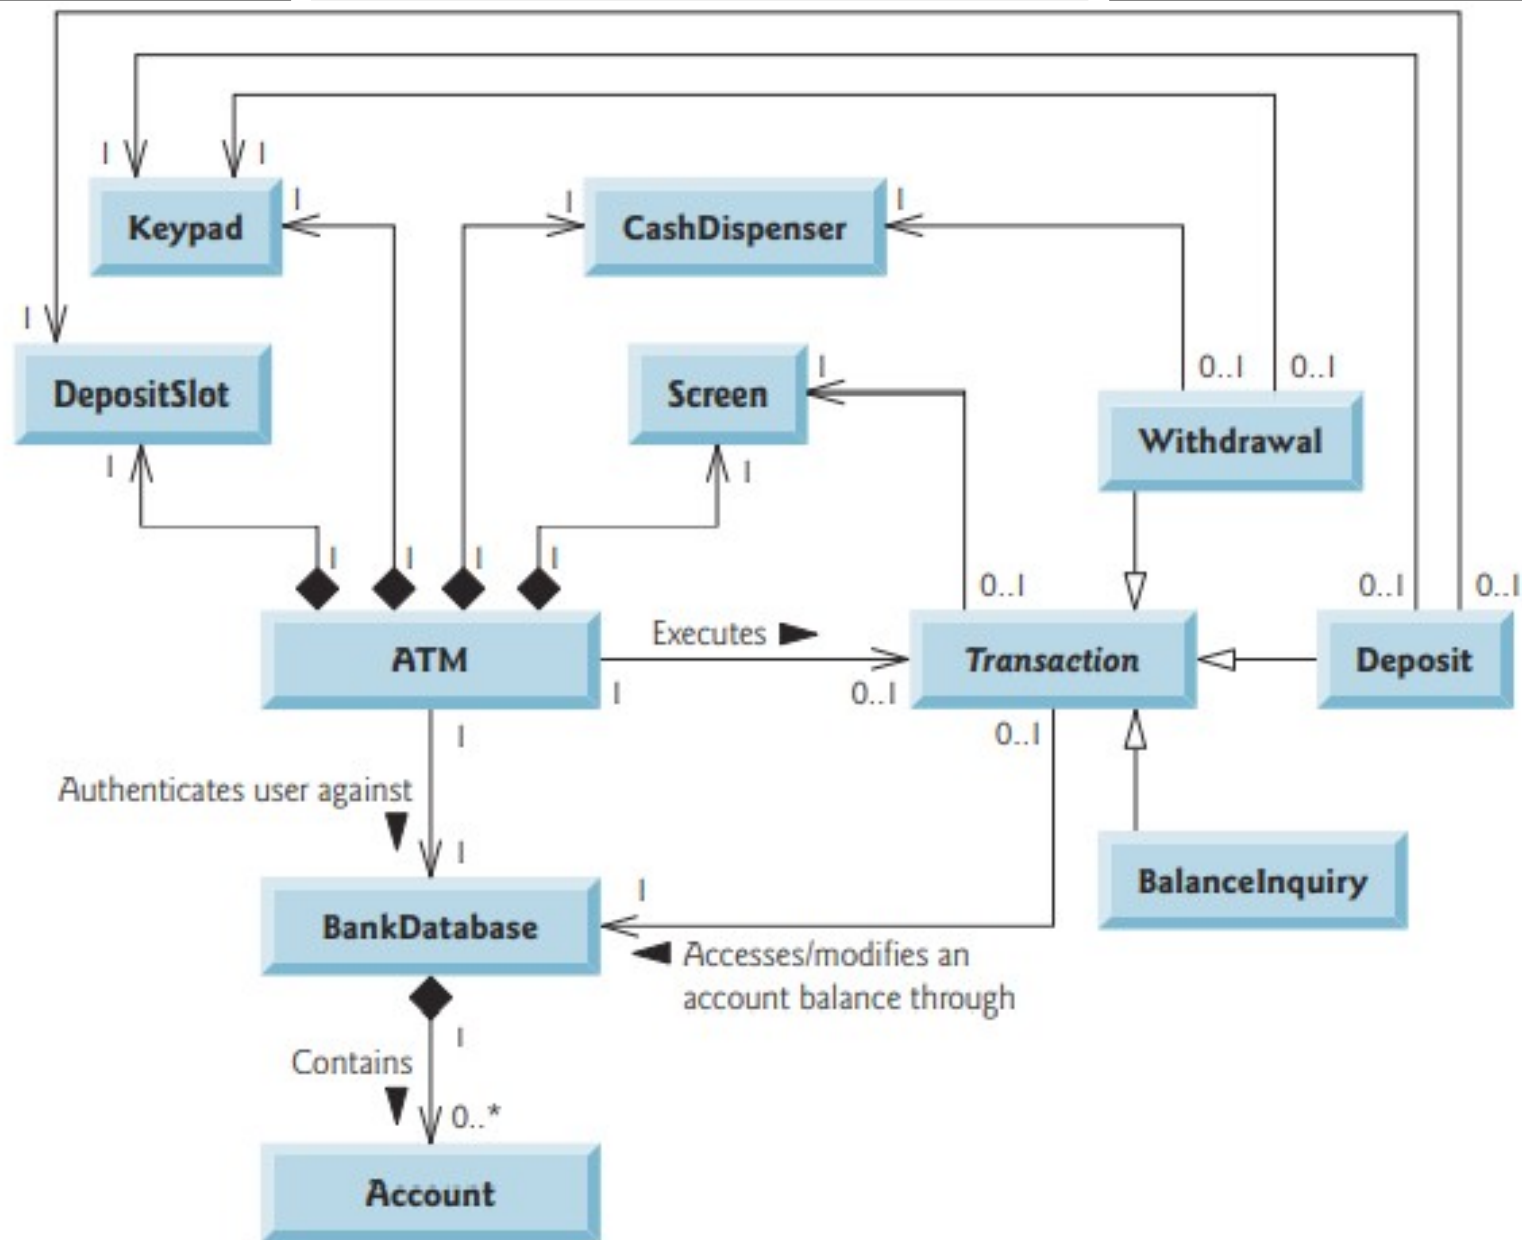 1
1
1
Keypad
1
CashDispenser
1
1
DepositSlot
Screen
1
0..1
0..1
Withdrawal
1
1
1
1
1
1
0..1
0..1
0..1
ATM
Executes
1
0..1
Transaction
Deposit
1
0..1
Authenticates user against
1
BankDatabase
1
BalanceInquiry
Accesses/modifies an
account balance through
1
Contains
0..*
Account